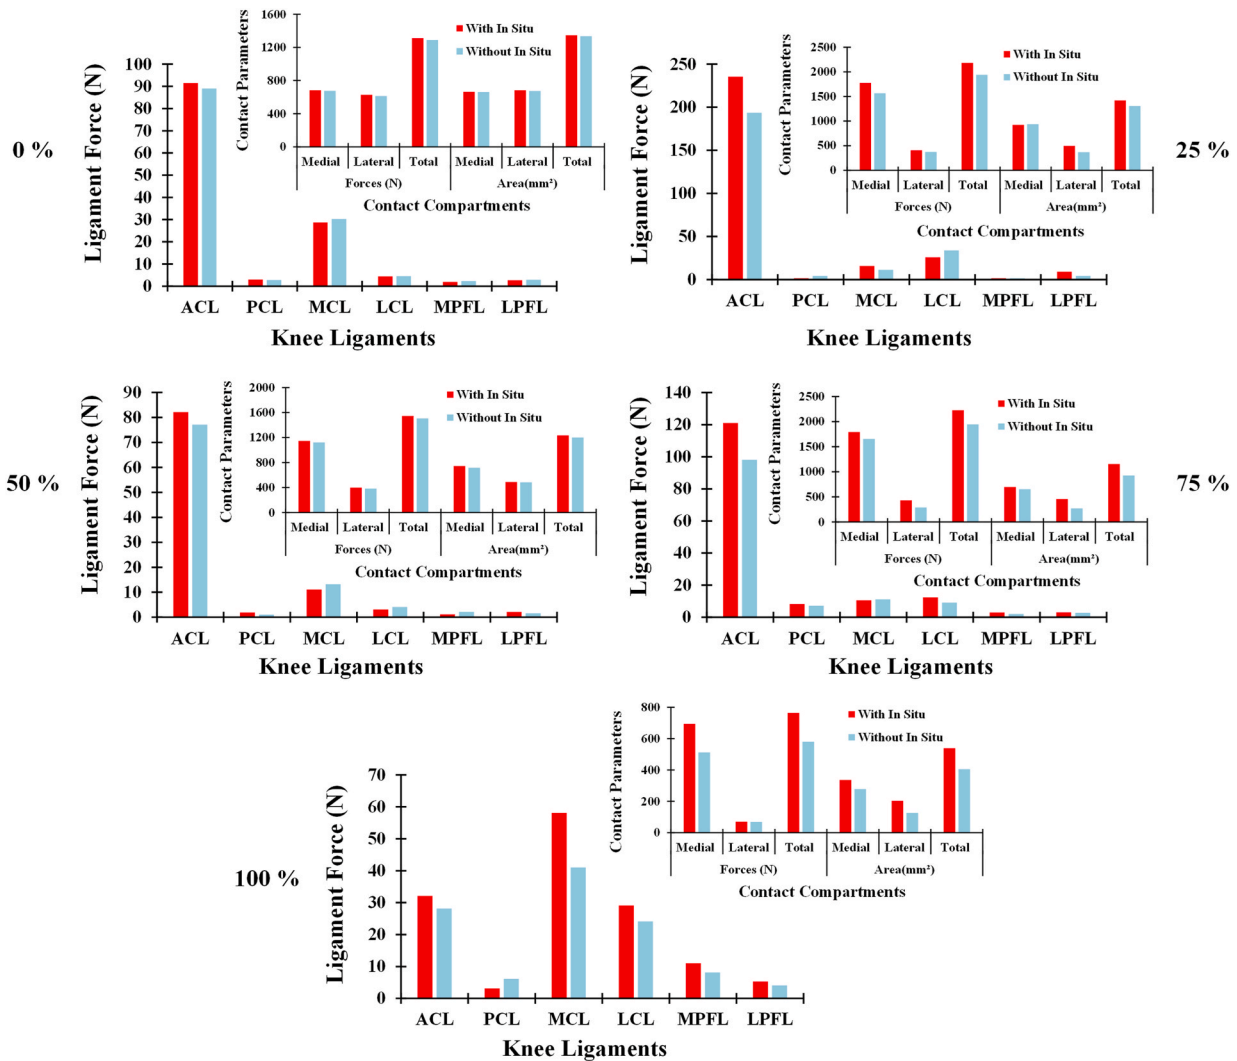 0 %
Ligament Force (N)
100
90
80
70
60
50
40
30
20
10
0
ACL PCL MCL LCL MPFL LPFL
Knee Ligaments
Contact Parameters
1600
1200
800
400
0
With In Situ
Without In Situ
Medial Lateral Total Medial Lateral Total
Forces (N) Area(mm²)
Contact Compartments
25 %
Ligament Force (N)
250
200
150
100
50
0
ACL PCL MCL LCL MPFL LPFL
Knee Ligaments
Contact Parameters
2500
2000
1500
1000
500
0
With In Situ
Without In Situ
Medial Lateral Total Medial Lateral Total
Forces (N) Area(mm²)
Contact Compartments
50 %
Ligament Force (N)
90
80
70
60
50
40
30
20
10
0
ACL PCL MCL LCL MPFL LPFL
Knee Ligaments
Contact Parameters
2000
1600
1200
800
400
0
With In Situ
Without In Situ
Medial Lateral Total Medial Lateral Total
Forces (N) Area(mm²)
Contact Compartments
75 %
Ligament Force (N)
140
120
100
80
60
40
20
0
ACL PCL MCL LCL MPFL LPFL
Knee Ligaments
Contact Parameters
2500
2000
1500
1000
500
0
With In Situ
Without In Situ
Medial Lateral Total Medial Lateral Total
Forces (N) Area(mm²)
Contact Compartments
100 %
Ligament Force (N)
70
60
50
40
30
20
10
0
ACL PCL MCL LCL MPFL LPFL
Knee Ligaments
Contact Parameters
800
600
400
200
0
With In Situ
Without In Situ
Medial Lateral Total Medial Lateral Total
Forces (N) Area(mm²)
Contact Compartments